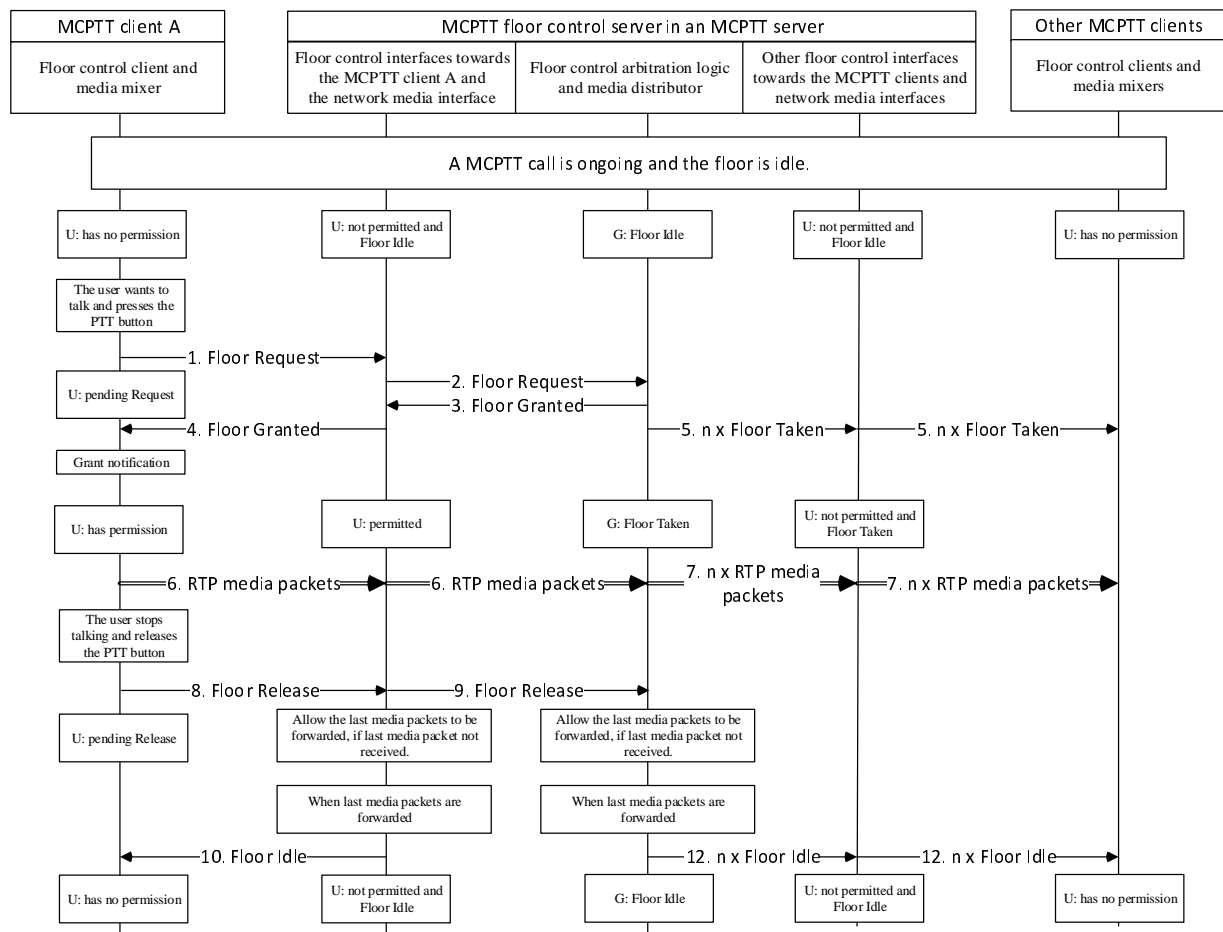 MCPTT client A
MCPTT floor control server in an MCPTT server
Other MCPTT clients
Floor control client and
media mixer
Floor control interfaces towards
the MCPTT client A and
the network media interface
Floor control arbitration logic
and media distributor
Other floor control interfaces
towards the MCPTT clients and
network media interfaces
Floor control clients and
media mixers
A MCPTT call is ongoing and the floor is idle.
U: has no permission
U: not permitted and
Floor Idle
G: Floor Idle
U: not permitted and
Floor Idle
U: has no permission
The user wants to
talk and presses the
PTT button
1. Floor Request
2. Floor Request
U: pending Request
3. Floor Granted
4. Floor Granted
5. n x Floor Taken
5. n x Floor Taken
Grant notification
U: has permission
U: permitted
G: Floor Taken
U: not permitted and
Floor Taken
6. RTP media packets
6. RTP media packets
7. n x RTP media
packets
7. n x RTP media packets
The user stops
talking and releases
the PTT button
8. Floor Release
9. Floor Release
U: pending Release
Allow the last media packets to be
forwarded, if last media packet not
received.
Allow the last media packets to be
forwarded, if last media packet not
received.
When last media packets are
forwarded
When last media packets are
forwarded
10. Floor Idle
12. n x Floor Idle
12. n x Floor Idle
U: has no permission
U: not permitted and
Floor Idle
G: Floor Idle
U: not permitted and
Floor Idle
U: has no permission